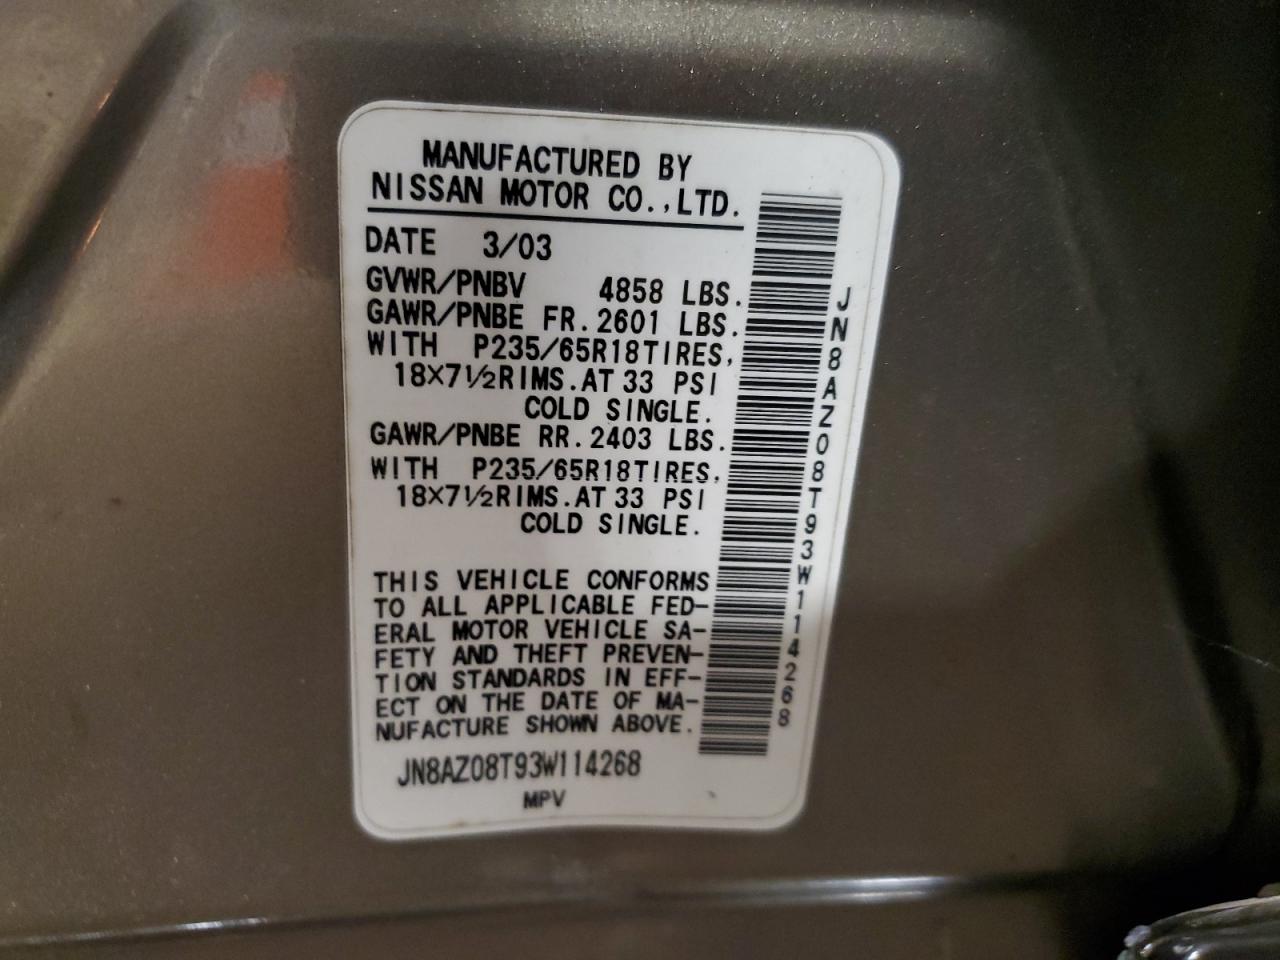 MANUFACTURED BY
NISSAN MOTOR CO.,LTD.
DATE 3/03
GVWR/PNBV 4858 LBS.
GAWR/PNBE FR.2601 LBS.
WITH P235/65R18TIRES,
18×7½RIMS.AT 33 PSI
COLD SINGLE.
GAWR/PNBE RR.2403 LBS.
WITH P235/65R18TIRES,
18×7½RIMS.AT 33 PSI
COLD SINGLE.
THIS VEHICLE CONFORMS
TO ALL APPLICABLE FED-
ERAL MOTOR VEHICLE SA-
FETY AND THEFT PREVEN-
TION STANDARDS IN EFF-
ECT ON THE DATE OF MA-
NUFACTURE SHOWN ABOVE.
JN8AZ08T93W114268
MPV
JN8AZ08T93W114268